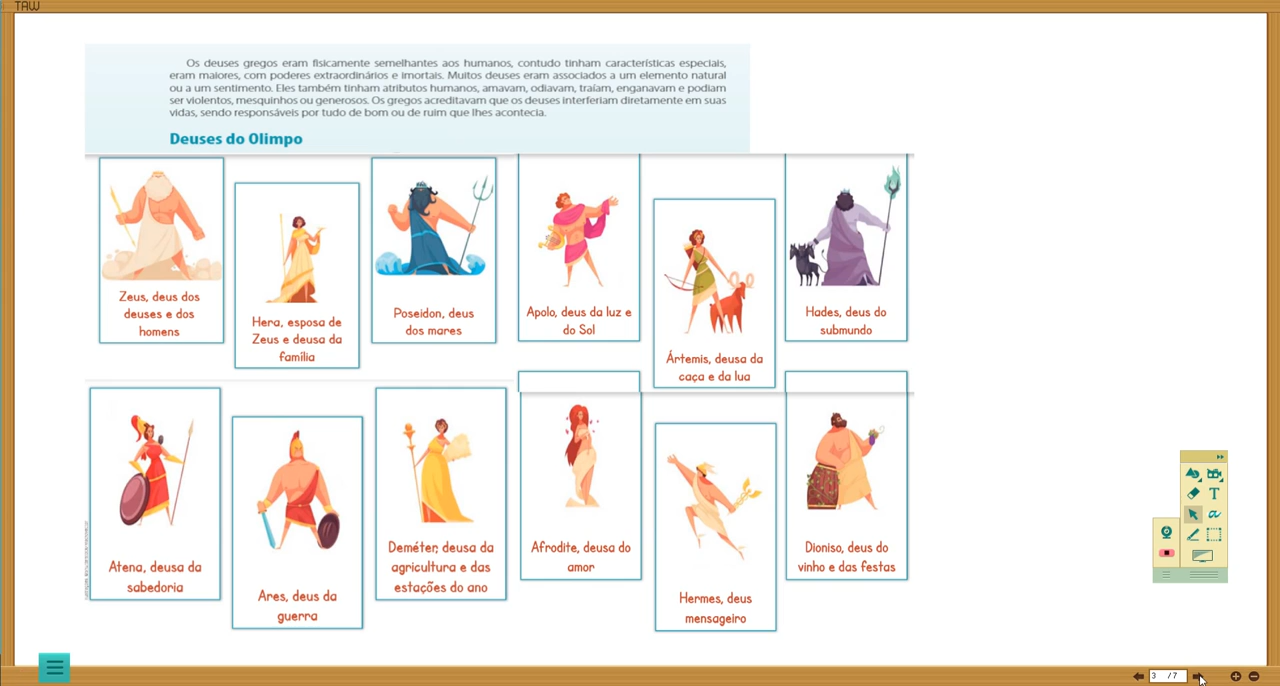 TAW
Os deuses gregos eram fisicamente semelhantes aos humanos, contudo tinham características especiais,
eram maiores, com poderes extraordinários e imortais. Muitos deuses eram associados a um elemento natural
ou a um sentimento. Eles também tinham atributos humanos, amavam, odiavam, traíam, enganavam e podiam
ser violentos, mesquinhos ou generosos. Os gregos acreditavam que os deuses interferiam diretamente em suas
vidas, sendo responsáveis por tudo de bom ou de ruim que lhes acontecia.
Deuses do Olimpo
Zeus, deus dos
deuses e dos
homens
Hera, esposa de
Zeus e deusa da
família
Poseidon, deus
dos mares
Apolo, deus da luz e
do Sol
Ártemis, deusa da
caça e da lua
Hades, deus do
submundo
Atena, deusa da
sabedoria
Ares, deus da
guerra
Deméter, deusa da
agricultura e das
estações do ano
Afrodite, deusa do
amor
Hermes, deus
mensageiro
Dioniso, deus do
vinho e das festas
3 / 7